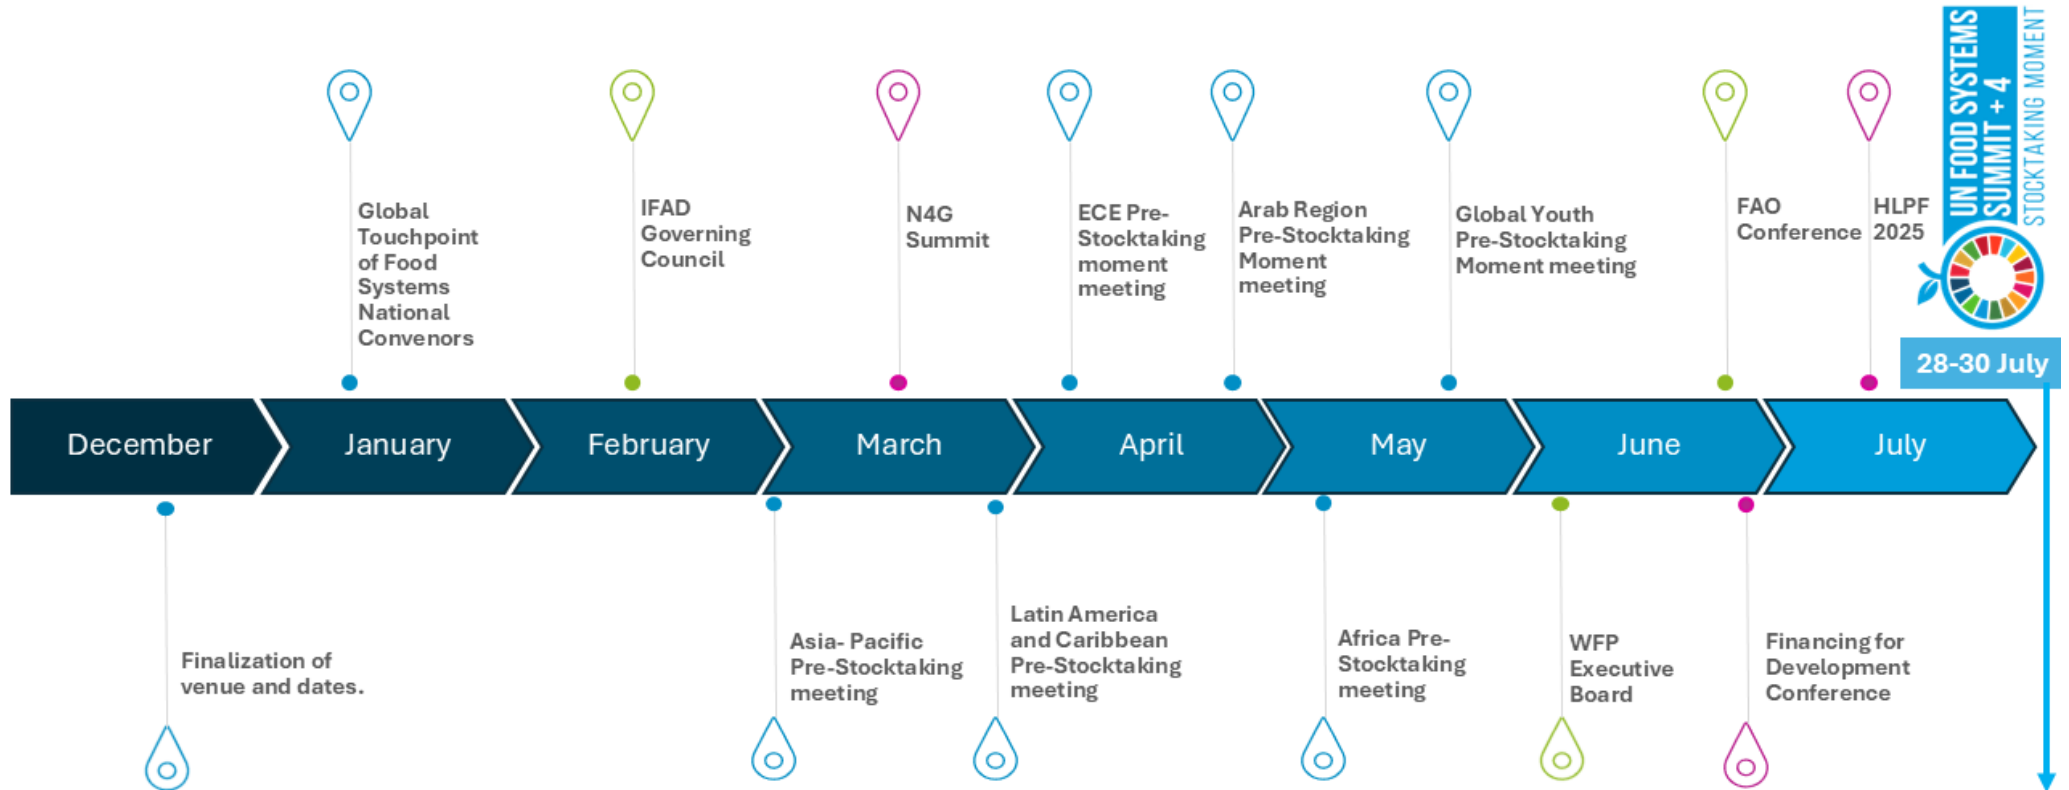 UN FOOD SYSTEMS
SUMMIT + 4
STOCKTAKING MOMENT
Global
Touchpoint
of Food
Systems
National
Convenors
IFAD
Governing
Council
N4G
Summit
ECE Pre-
Stocktaking
moment
meeting
Arab Region
Pre-Stocktaking
Moment
meeting
Global Youth
Pre-Stocktaking
Moment meeting
FAO
Conference
HLPF
2025
28-30 July
December
January
February
March
April
May
June
July
Finalization of
venue and dates.
Asia- Pacific
Pre-Stocktaking
meeting
Latin America
and Caribbean
Pre-Stocktaking
meeting
Africa Pre-
Stocktaking
meeting
WFP
Executive
Board
Financing for
Development
Conference